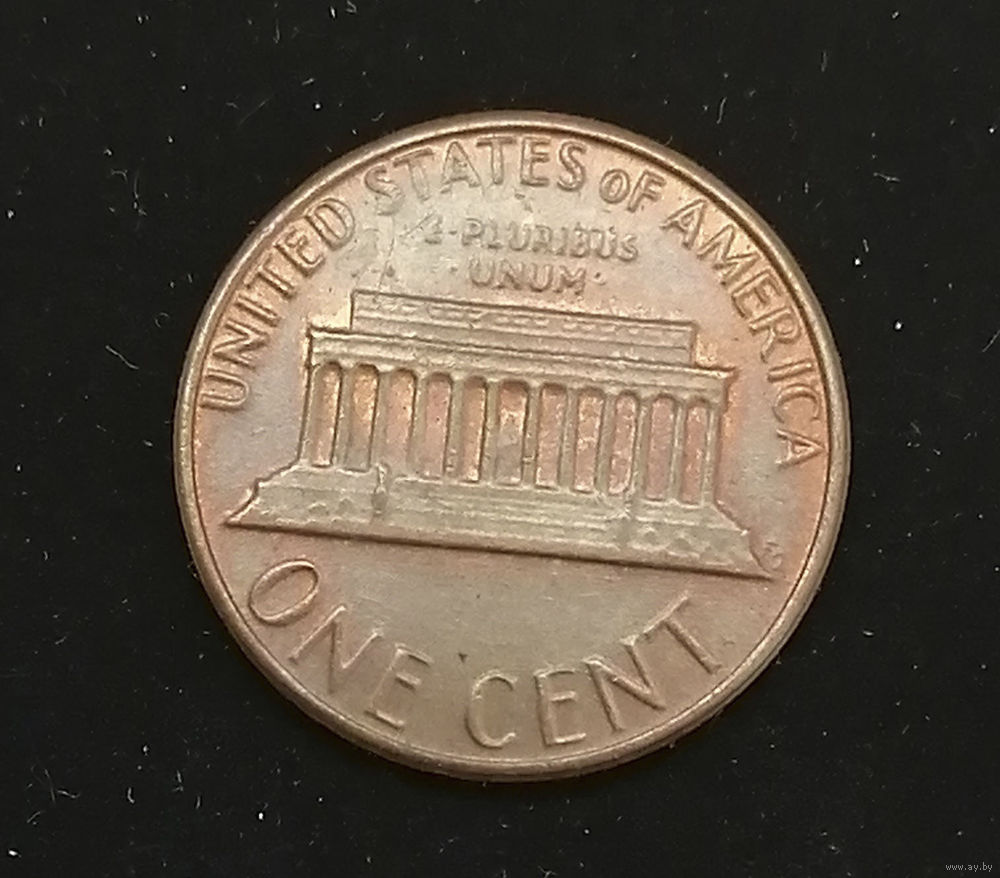 UNITED STATES OF AMERICA
E·PLURIBUS
·UNUM·
ONE CENT
www.ay.by